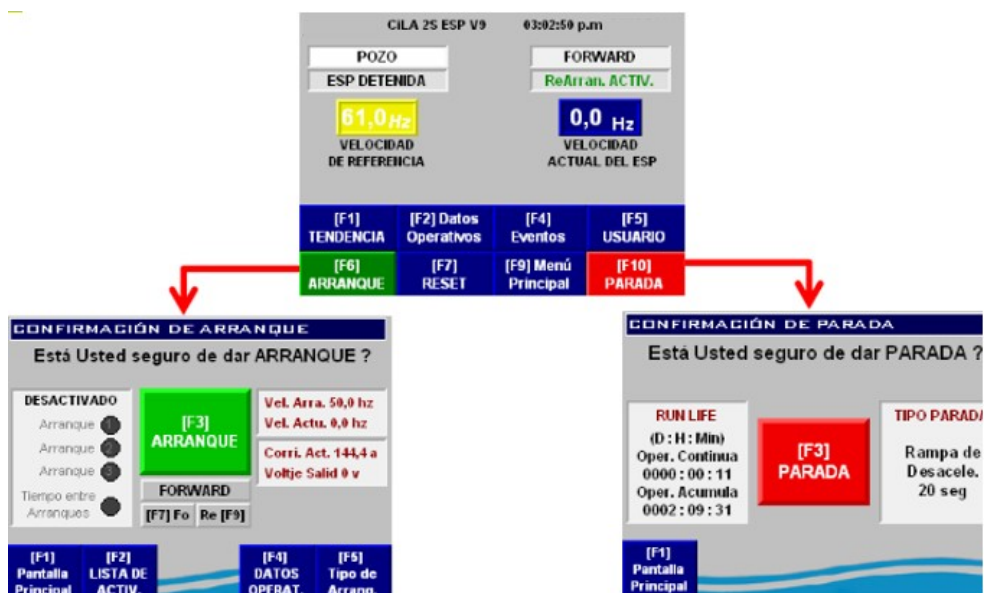 CiLA 2S ESP V9 03:02:50 p.m
POZO
ESP DETENIDA
FORWARD
ReArran. ACTIV.
61,0 Hz
VELOCIDAD
DE REFERENCIA
0,0 Hz
VELOCIDAD
ACTUAL DEL ESP
[F1]
TENDENCIA
[F2] Datos
Operativos
[F4]
Eventos
[F5]
USUARIO
[F6]
ARRANQUE
[F7]
RESET
[F9] Menú
Principal
[F10]
PARADA
CONFIRMACIÓN DE ARRANQUE
Está Usted seguro de dar ARRANQUE ?
DESACTIVADO
Arranque 1
Arranque 2
Arranque 3
Tiempo entre
Arranques
[F3]
ARRANQUE
FORWARD
[F7] Fo Re [F9]
Vel. Arra. 50,0 hz
Vel. Actu. 0,0 hz
Corri. Act. 144,4 a
Voltje Salid 0 v
[F1]
Pantalla
Principal
[F2]
LISTA DE
ACTIV.
[F4]
DATOS
OPERAT.
[F5]
Tipo de
Arranq.
CONFIRMACIÓN DE PARADA
Está Usted seguro de dar PARADA ?
RUN LIFE
(D : H : Min)
Oper. Continua
0000 : 00 : 11
Oper. Acumula
0002 : 09 : 31
[F3]
PARADA
TIPO PARADA
Rampa de
Desacele.
20 seg
[F1]
Pantalla
Principal